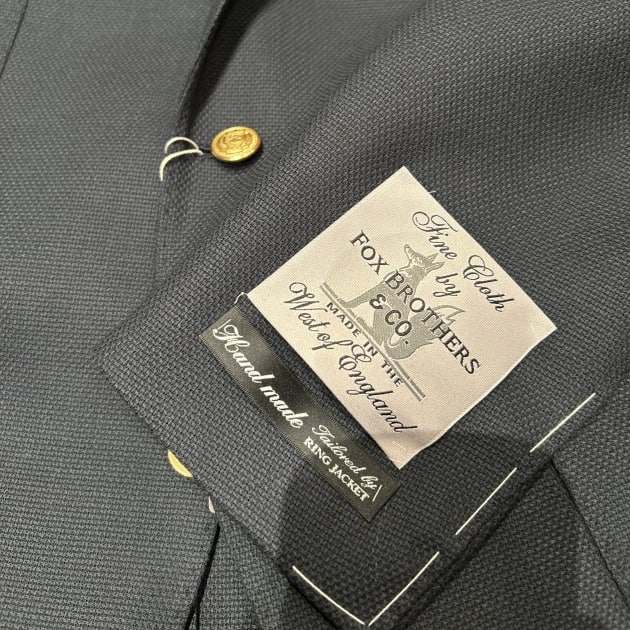 Fine Cloth
by
FOX BROTHERS
& CO.
MADE IN THE
West of England
Hand made
Tailored by
RING JACKET